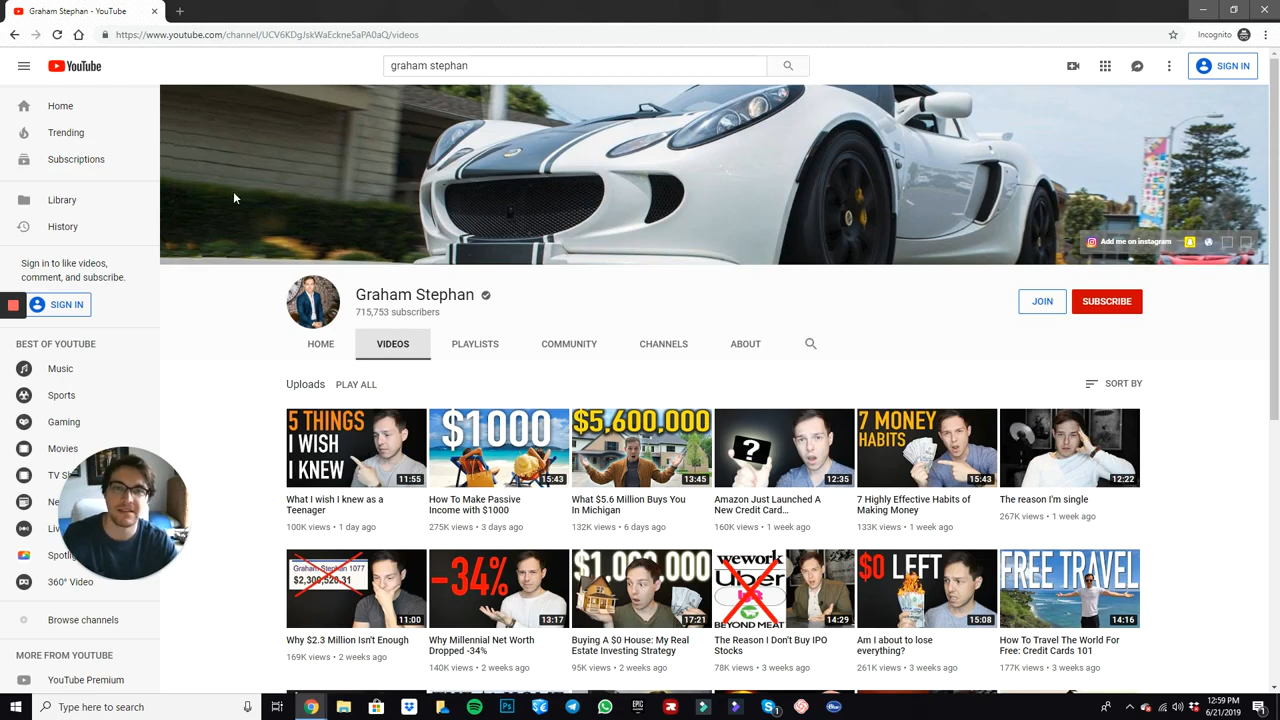 Graham Stephan - YouTube
https://www.youtube.com/channel/UCV6KDgJskWaEckne5aPA0aQ/videos
Incognito
YouTube
graham stephan
SIGN IN
Home
Trending
Subscriptions
Library
History
Sign in to like videos,
comment, and subscribe.
SIGN IN
BEST OF YOUTUBE
Music
Sports
Gaming
Movies
TV
Ne
Liv
Spotli
360° Video
Browse channels
MORE FROM YOUTUBE
YouTube Premium
Add me on instagram
Graham Stephan
715,753 subscribers
JOIN
SUBSCRIBE
HOME
VIDEOS
PLAYLISTS
COMMUNITY
CHANNELS
ABOUT
Uploads
PLAY ALL
SORT BY
5 THINGS
I WISH
I KNEW
11:55
What I wish I knew as a
Teenager
100K views • 1 day ago
$1000
15:43
How To Make Passive
Income with $1000
275K views • 3 days ago
$5,600,000
13:45
What $5.6 Million Buys You
In Michigan
132K views • 6 days ago
?
12:35
Amazon Just Launched A
New Credit Card…
160K views • 1 week ago
7 MONEY
HABITS
15:43
7 Highly Effective Habits of
Making Money
133K views • 1 week ago
12:22
The reason I'm single
267K views • 1 week ago
Graham Stephan 1077
11:00
Why $2.3 Million Isn't Enough
169K views • 2 weeks ago
-34%
13:17
Why Millennial Net Worth
Dropped -34%
140K views • 2 weeks ago
17:21
Buying A $0 House: My Real
Estate Investing Strategy
95K views • 2 weeks ago
wework
Uber
BEYOND MEAT
14:29
The Reason I Don't Buy IPO
Stocks
78K views • 3 weeks ago
$0 LEFT
15:08
Am I about to lose
everything?
261K views • 3 weeks ago
FREE TRAVEL
14:16
How To Travel The World For
Free: Credit Cards 101
177K views • 3 weeks ago
Type here to search
12:59 PM
6/21/2019